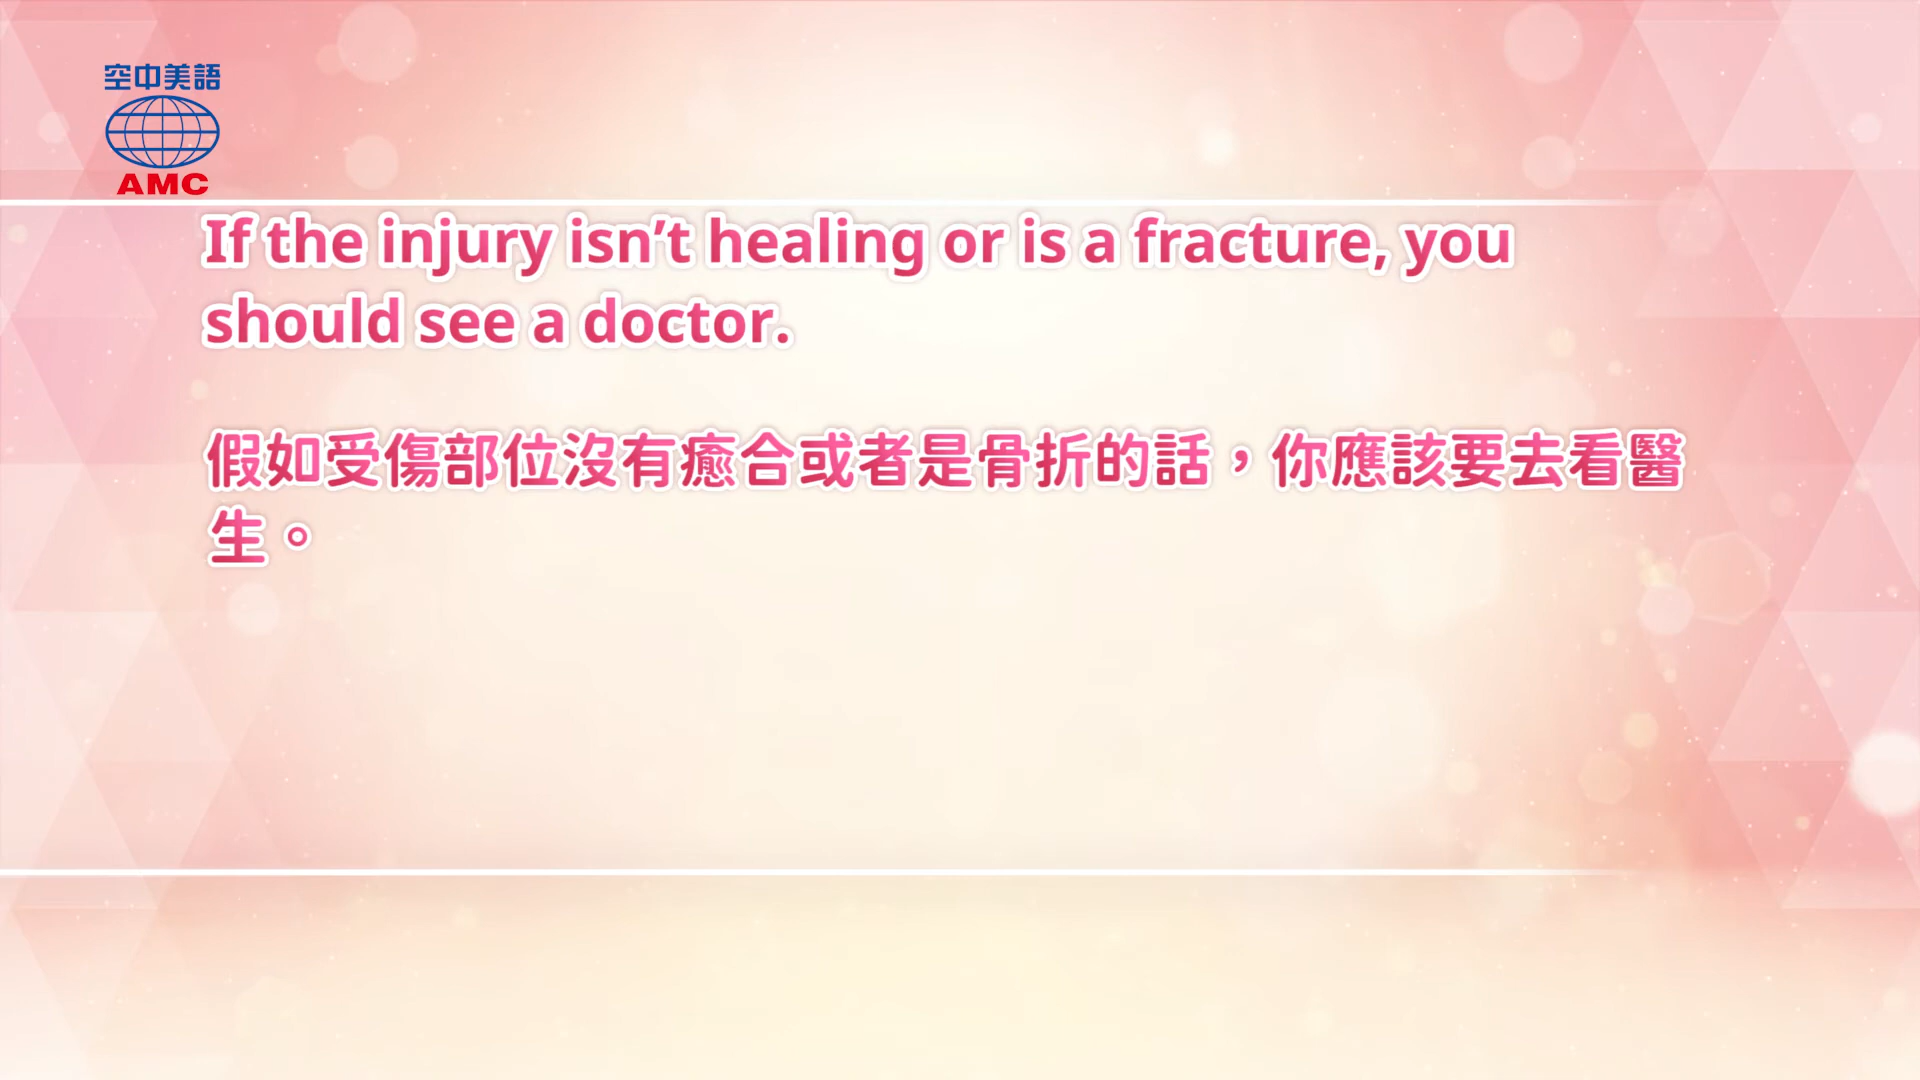 空中美語
AMC
If the injury isn’t healing or is a fracture, you
should see a doctor.
假如受傷部位沒有癒合或者是骨折的話，你應該要去看醫
生。